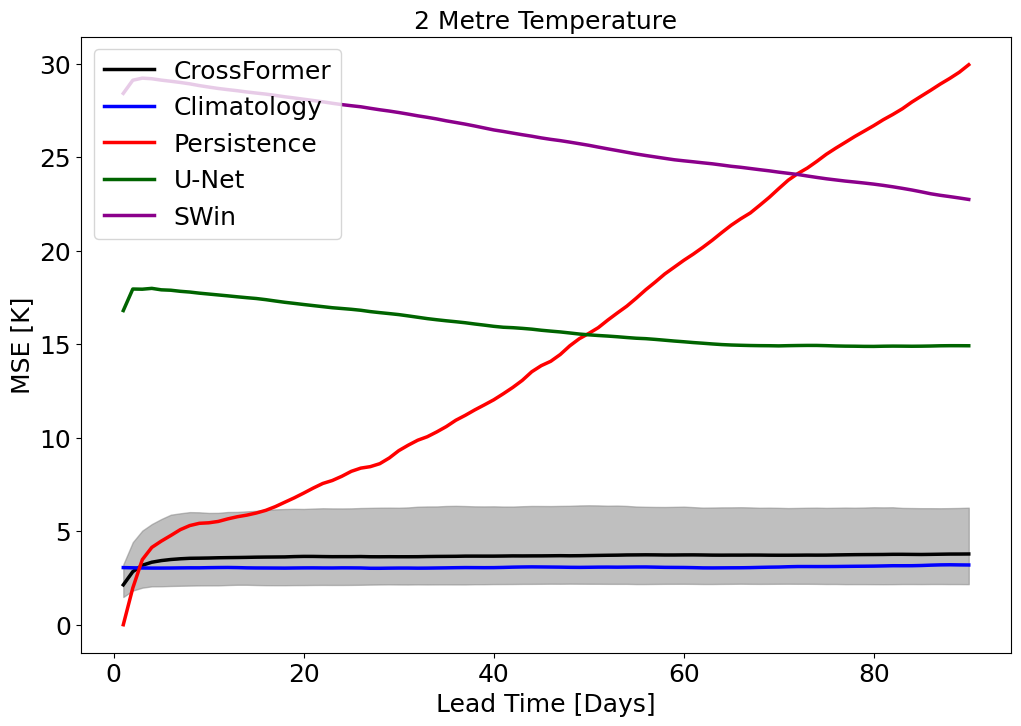 2 Metre Temperature
CrossFormer
Climatology
Persistence
U-Net
SWin
30
25
20
15
10
5
0
MSE [K]
0 20 40 60 80
Lead Time [Days]